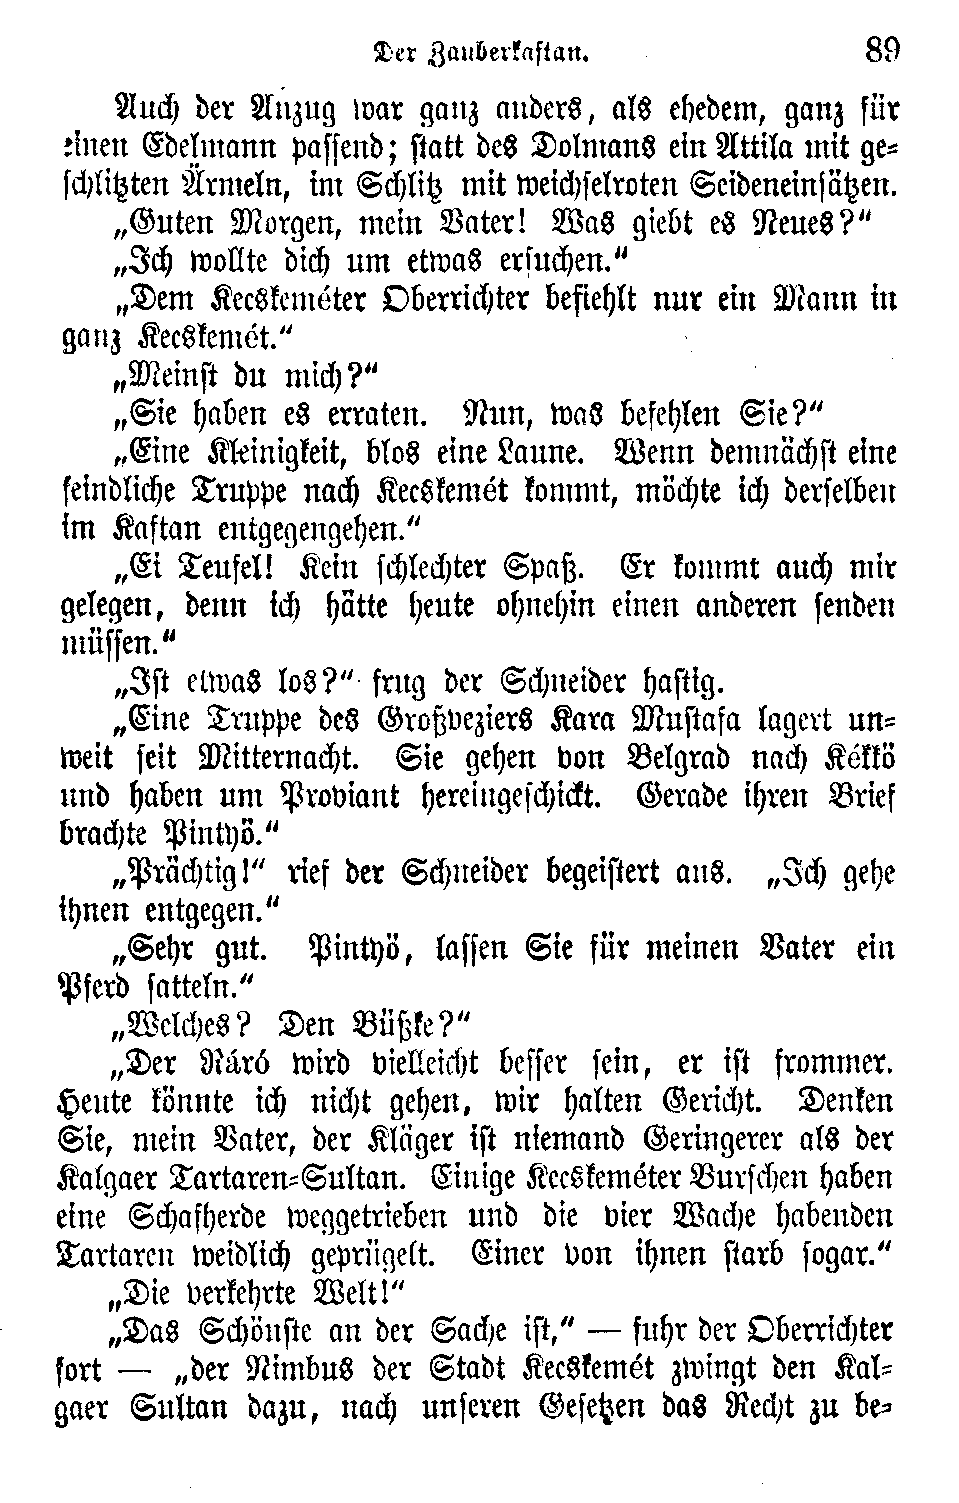 Der Zauberkaftan. 89
Auch der Anzug war ganz anders, als ehedem, ganz für
einen Edelmann passend; statt des Dolmans ein Attila mit ge-
schlitzten Ärmeln, im Schlitz mit weichselroten Seideneinsätzen.
„Guten Morgen, mein Vater! Was giebt es Neues?“
„Ich wollte dich um etwas ersuchen.“
„Dem Kecskeméter Oberrichter befiehlt nur ein Mann in
ganz Kecskemét.“
„Meinst du mich?“
„Sie haben es erraten. Nun, was befehlen Sie?“
„Eine Kleinigkeit, blos eine Laune. Wenn demnächst eine
feindliche Truppe nach Kecskemét kommt, möchte ich derselben
im Kaftan entgegengehen.“
„Ei Teufel! Kein schlechter Spaß. Er kommt auch mir
gelegen, denn ich hätte heute ohnehin einen anderen senden
müssen.“
„Ist etwas los?“ frug der Schneider hastig.
„Eine Truppe des Großveziers Kara Mustafa lagert un-
weit seit Mitternacht. Sie gehen von Belgrad nach Kékkö
und haben um Proviant hereingeschickt. Gerade ihren Brief
brachte Pintyö.“
„Prächtig!“ rief der Schneider begeistert aus. „Ich gehe
ihnen entgegen.“
„Sehr gut. Pintyö, lassen Sie für meinen Vater ein
Pferd satteln.“
„Welches? Den Büßke?“
„Der Ráró wird vielleicht besser sein, er ist frommer.
Heute könnte ich nicht gehen, wir halten Gericht. Denken
Sie, mein Vater, der Kläger ist niemand Geringerer als der
Kalgaer Tartaren-Sultan. Einige Kecskeméter Burschen haben
eine Schafherde weggetrieben und die vier Wache habenden
Tartaren weidlich geprügelt. Einer von ihnen starb sogar.“
„Die verkehrte Welt!“
„Das Schönste an der Sache ist,“ — fuhr der Oberrichter
fort — „der Nimbus der Stadt Kecskemét zwingt den Kal-
gaer Sultan dazu, nach unseren Gesetzen das Recht zu be-